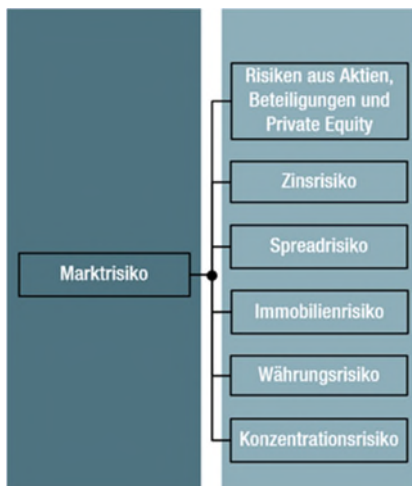 Marktrisiko
Risiken aus Aktien,
Beteiligungen und
Private Equity
Zinsrisiko
Spreadrisiko
Immobilienrisiko
Währungsrisiko
Konzentrationsrisiko